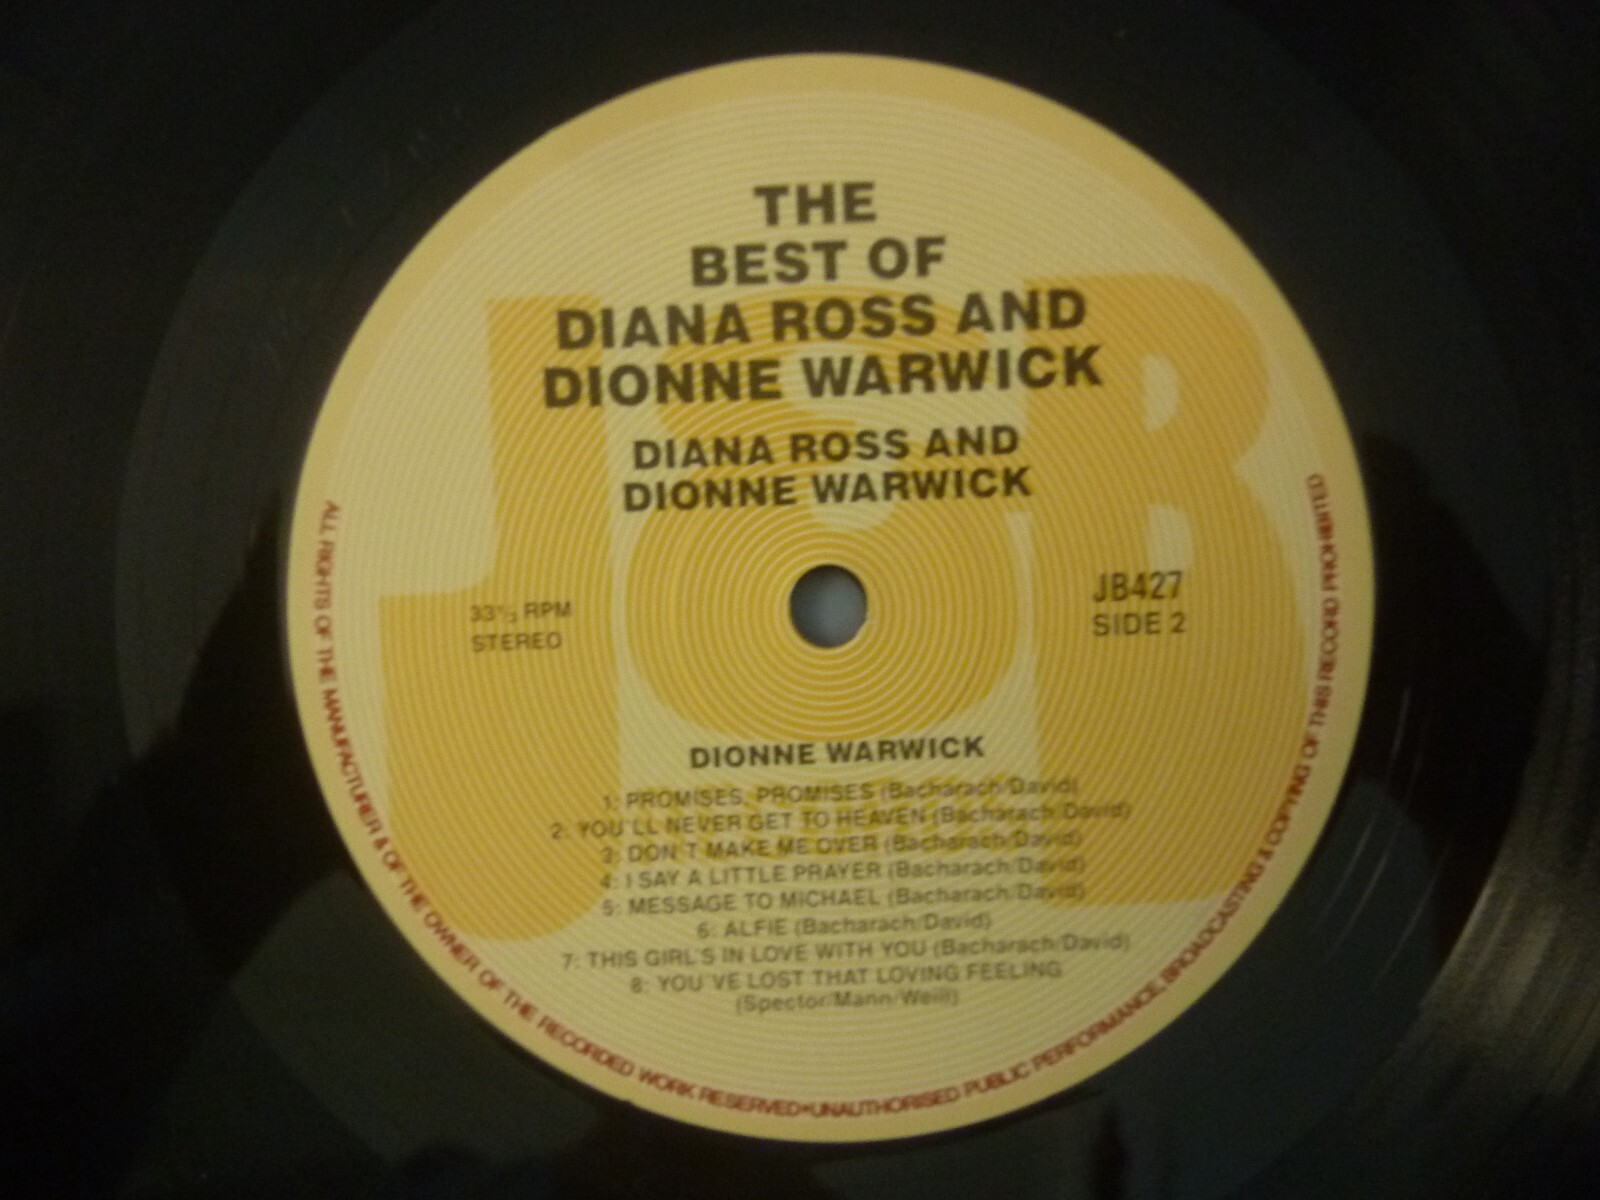 THE
BEST OF
DIANA ROSS AND
DIONNE WARWICK
DIANA ROSS AND
DIONNE WARWICK
33⅓ RPM
STEREO
JB427
SIDE 2
DIONNE WARWICK
1: PROMISES, PROMISES (Bacharach/David)
2: YOU'LL NEVER GET TO HEAVEN (Bacharach/David)
3: DON'T MAKE ME OVER (Bacharach/David)
4: I SAY A LITTLE PRAYER (Bacharach/David)
5: MESSAGE TO MICHAEL (Bacharach/David)
6: ALFIE (Bacharach/David)
7: THIS GIRL'S IN LOVE WITH YOU (Bacharach/David)
8: YOU'VE LOST THAT LOVING FEELING
(Spector/Mann/Weill)
ALL RIGHTS OF THE MANUFACTURER & OF THE OWNER OF THE RECORDED WORK RESERVED•UNAUTHORISED PUBLIC PERFORMANCE, BROADCASTING & COPYING OF THIS RECORD PROHIBITED
J&B